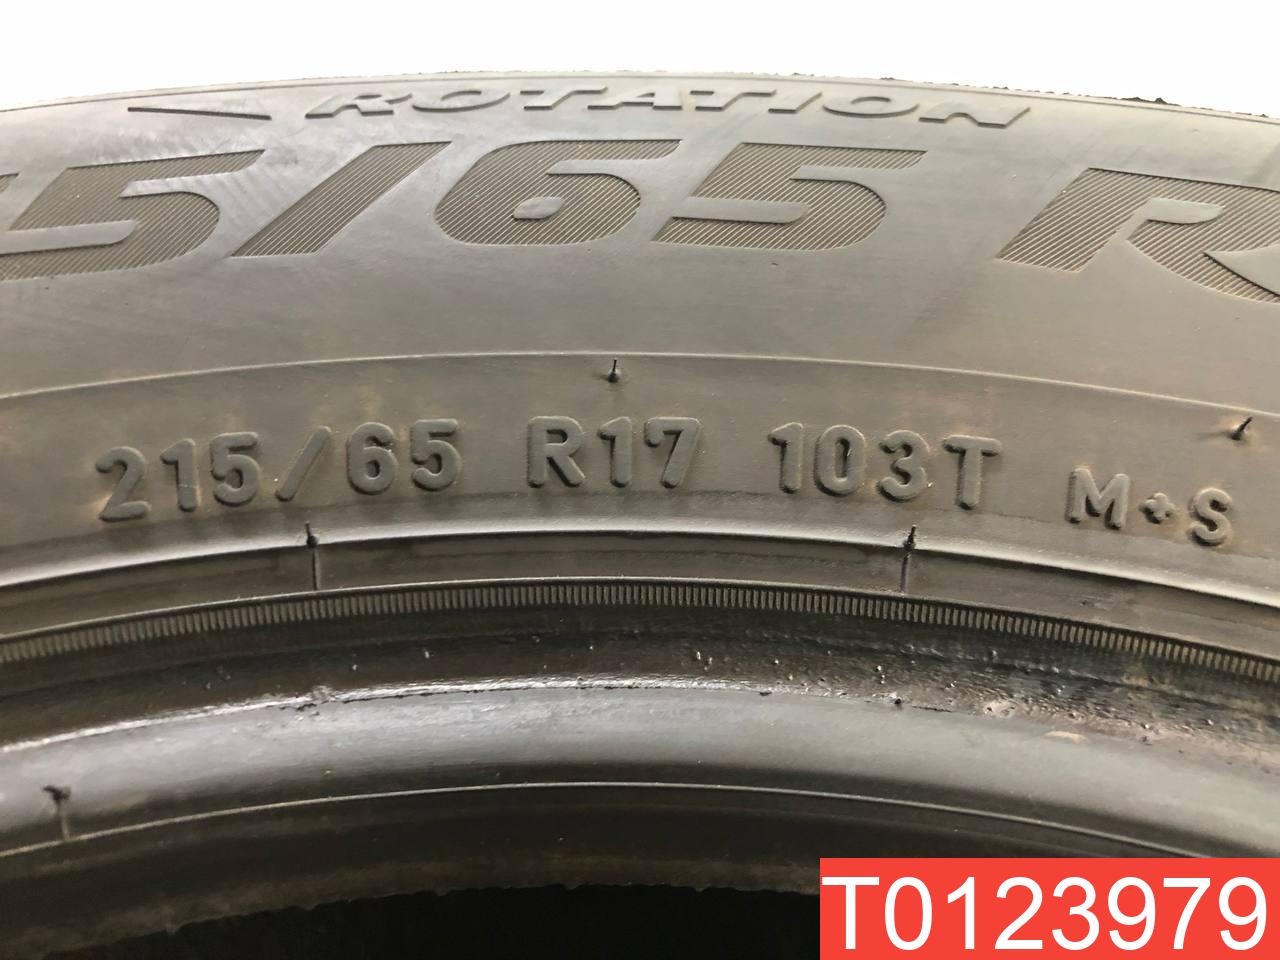 ROTATION
5/65 R
215/65 R17 103T M+S
T0123979